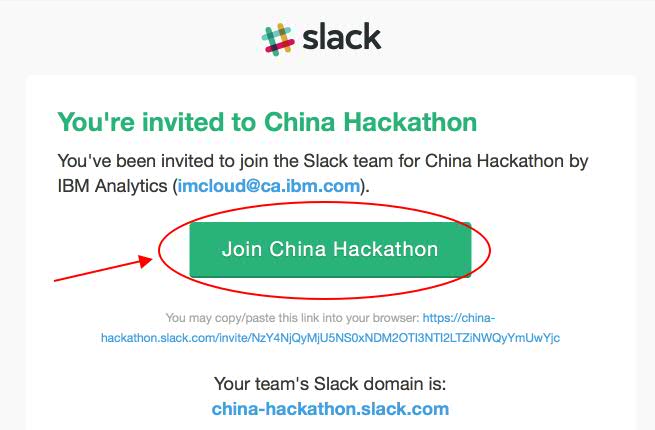 slack
You're invited to China Hackathon
You've been invited to join the Slack team for China Hackathon by
IBM Analytics (imcloud@ca.ibm.com).
Join China Hackathon
You may copy/paste this link into your browser: https://china-
hackathon.slack.com/invite/NzY4NjQyMjU5NS0xNDM2OTI3NTI2LTZiNWQyYmUwYjc
Your team's Slack domain is:
china-hackathon.slack.com